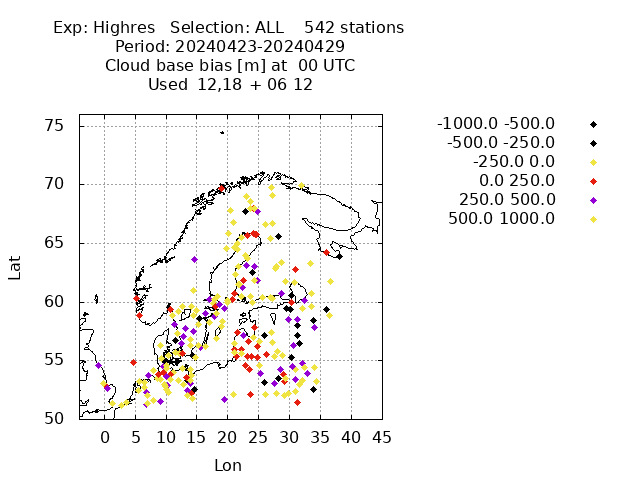 Exp: Highres   Selection: ALL    542 stations
Period: 20240423-20240429
Cloud base bias [m] at  00 UTC
Used 12,18 + 06 12
-1000.0 -500.0
-500.0 -250.0
-250.0 0.0
0.0 250.0
250.0 500.0
500.0 1000.0
75
70
65
60
55
50
Lat
0 5 10 15 20 25 30 35 40 45
Lon